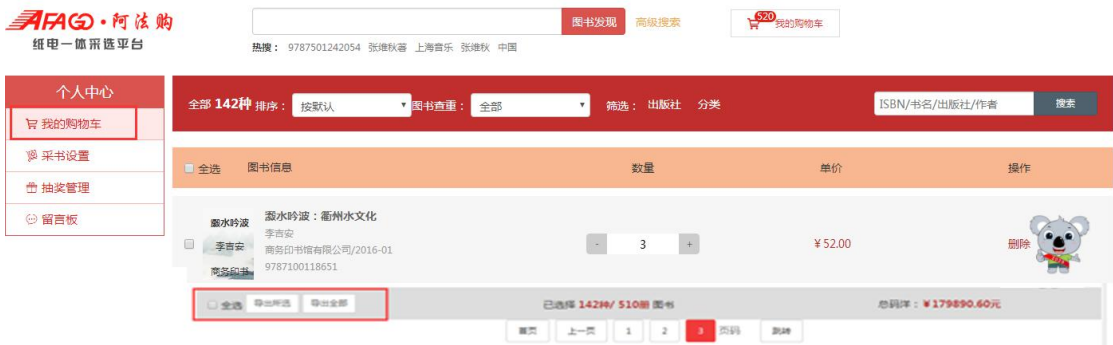 AFAGO·阿法购
纸电一体采选平台
图书发现 高级搜索
520 我的购物车
热搜： 9787501242054 张维秋著 上海音乐 张维秋 中国
个人中心
我的购物车
采书设置
抽奖管理
留言板
全部 142种 排序： 按默认 图书查重： 全部 筛选： 出版社 分类 ISBN/书名/出版社/作者 搜索
全选 图书信息 数量 单价 操作
灏水吟波
李吉安
商务印书
灏水吟波：衢州水文化
李吉安
商务印书馆有限公司/2016-01
9787100118651
- 3 +
¥52.00
删除
全选 导出所选 导出全部 已选择 142种/ 510册 图书 总码洋：¥179890.60元
首页 上一页 1 2 3 页码 跳转